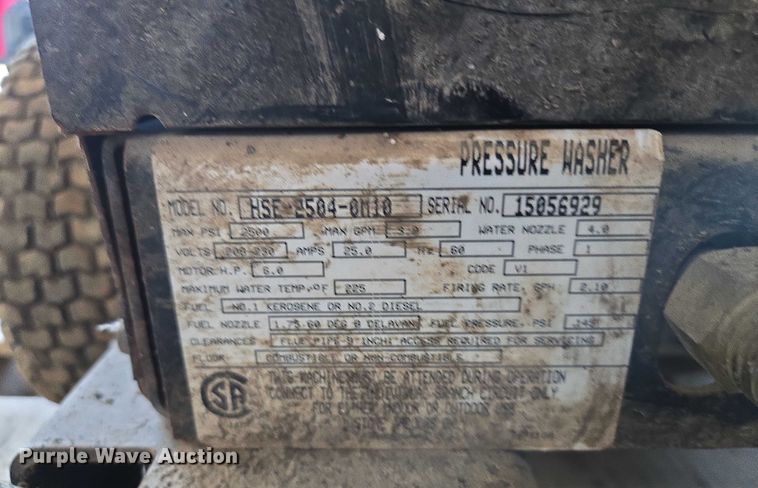 PRESSURE WASHER
MODEL NO. HSE-2504-0M10 SERIAL NO. 15056929
MAX PSI 2500 MAX GPM WATER NOZZLE 4.0
VOLTS 208-230 AMPS 25.0 Hz 60 PHASE 1
MOTOR H.P. 6.0 CODE V1
MAXIMUM WATER TEMP,°F 225 FIRING RATE, GPH 2.10
FUEL NO.1 KEROSENE OR NO.2 DIESEL
FUEL NOZZLE 1.75 60 DEG B DELAVAN FUEL PRESSURE, PSI 145
CLEARANCES FLUE PIPE 9 INCH: ACCESS REQUIRED FOR SERVICING
FLOOR COMBUSTIBLE OR NON-COMBUSTIBLE
THIS MACHINE MUST BE ATTENDED DURING OPERATION
CONNECT TO THE INDIVIDUAL BRANCH CIRCUIT ONLY
FOR EITHER INDOOR OR OUTDOOR USE
Purple Wave Auction